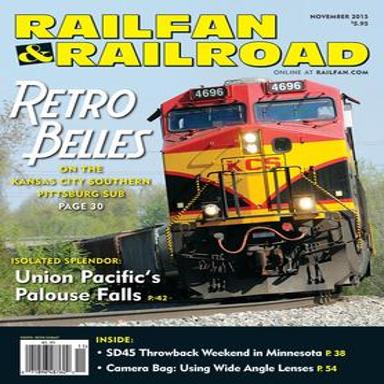 RAILFAN
& RAILROAD
NOVEMBER 2015
$5.95
ONLINE AT RAILFAN.COM
RETRO
BELLES
ON THE
KANSAS CITY SOUTHERN
PITTSBURG SUB
PAGE 30
4696
4696
KCS
ISOLATED SPLENDOR:
Union Pacific's
Palouse Falls P. 42
INSIDE:
• SD45 Throwback Weekend in Minnesota P. 38
• Camera Bag: Using Wide Angle Lenses P. 54